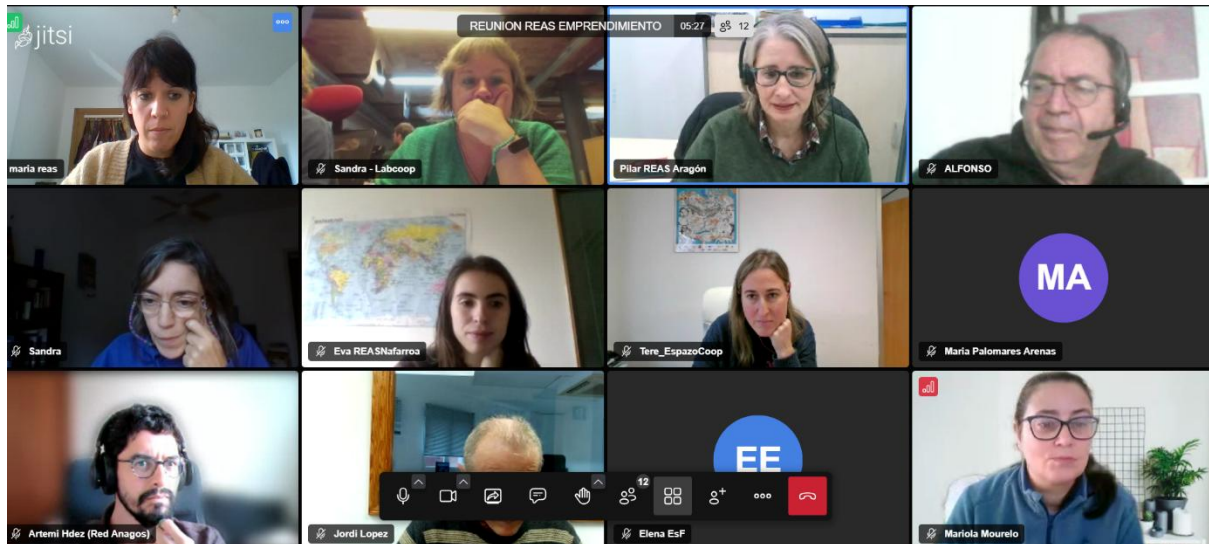 jitsi
REUNION REAS EMPRENDIMIENTO 05:27 12
maria reas
Sandra - Labcoop
Pilar REAS Aragón
ALFONSO
Sandra
Eva REASNafarroa
Tere_EspazoCoop
MA
Maria Palomares Arenas
EE
12
Artemi Hdez (Red Anagos)
Jordi Lopez
Elena EsF
Mariola Mourelo